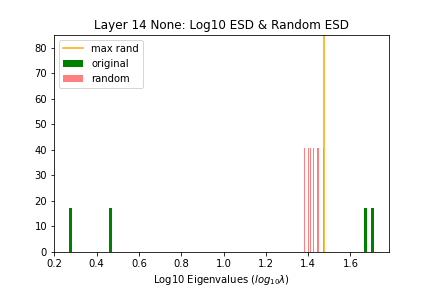 Layer 14 None: Log10 ESD & Random ESD
max rand
original
random
80
70
60
50
40
30
20
10
0
0.2 0.4 0.6 0.8 1.0 1.2 1.4 1.6
Log10 Eigenvalues (log₁₀λ)